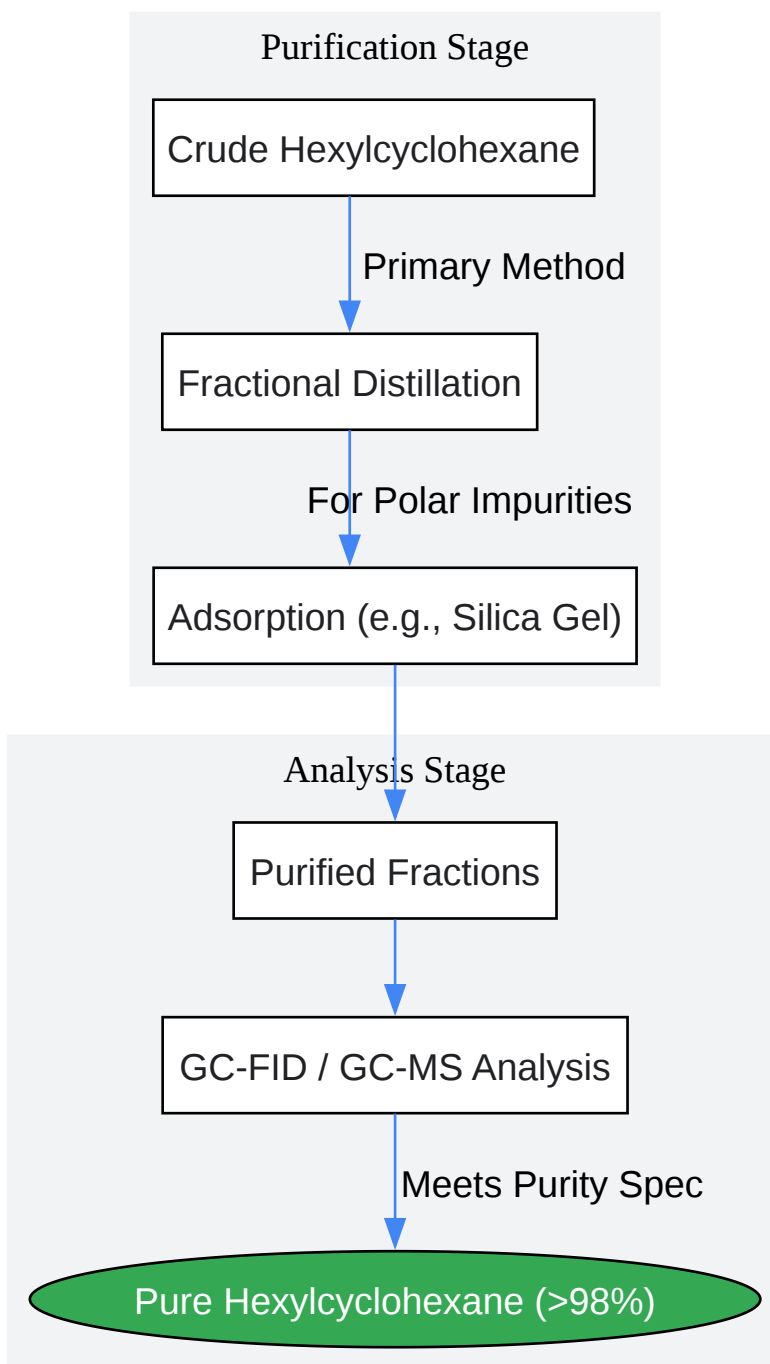 Purification Stage
Crude Hexylcyclohexane
Primary Method
Fractional Distillation
For Polar Impurities
Adsorption (e.g., Silica Gel)
Analysis Stage
Purified Fractions
GC-FID / GC-MS Analysis
Meets Purity Spec
Pure Hexylcyclohexane (>98%)